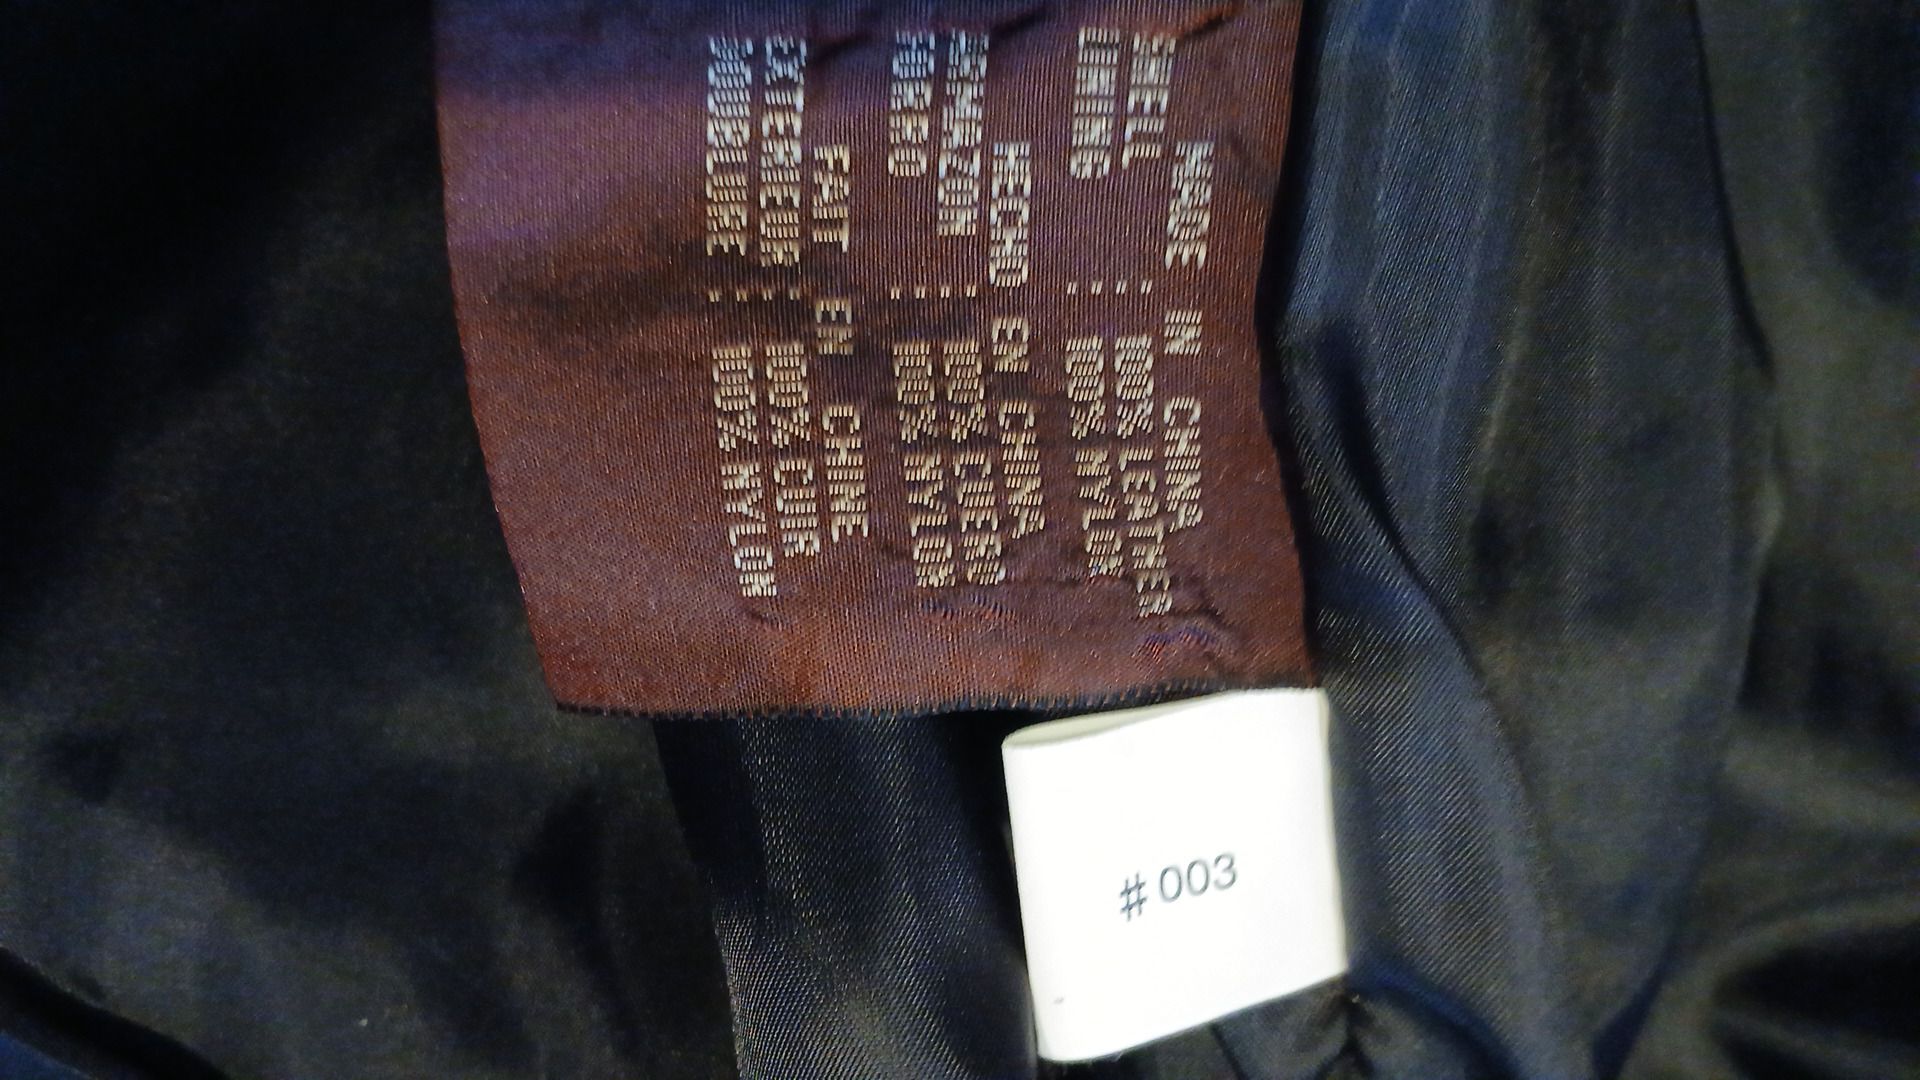 MADE IN CHINA
SHELL : 100% LEATHER
LINING : 100% NYLON
HECHO EN CHINA
ARMAZON : 100% CUERO
FORRO : 100% NYLON
FAIT EN CHINE
EXTERIEUR : 100% CUIR
DOUBLURE : 100% NYLON
#003